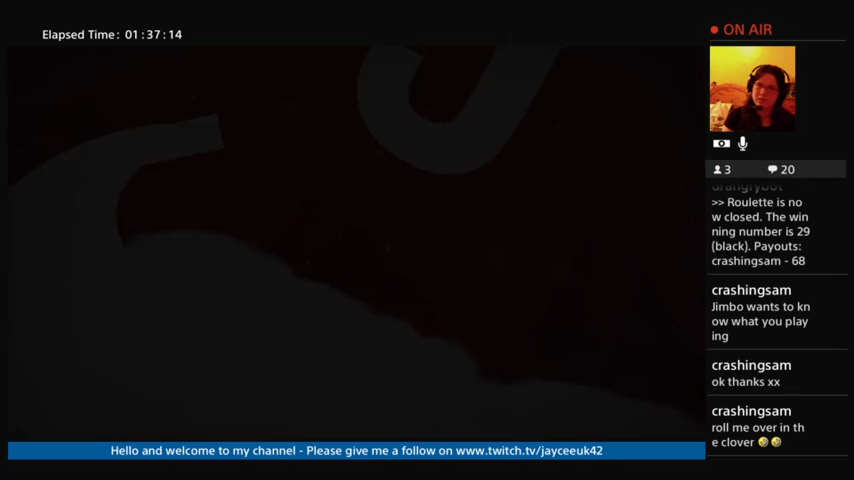 Elapsed Time: 01:37:14
ON AIR
3
20
urangrybot
>> Roulette is no
w closed. The win
ning number is 29
(black). Payouts:
crashingsam - 68
crashingsam
Jimbo wants to kn
ow what you play
ing
crashingsam
ok thanks xx
crashingsam
roll me over in th
e clover 🤣🤣
Hello and welcome to my channel - Please give me a follow on www.twitch.tv/jayceeuk42